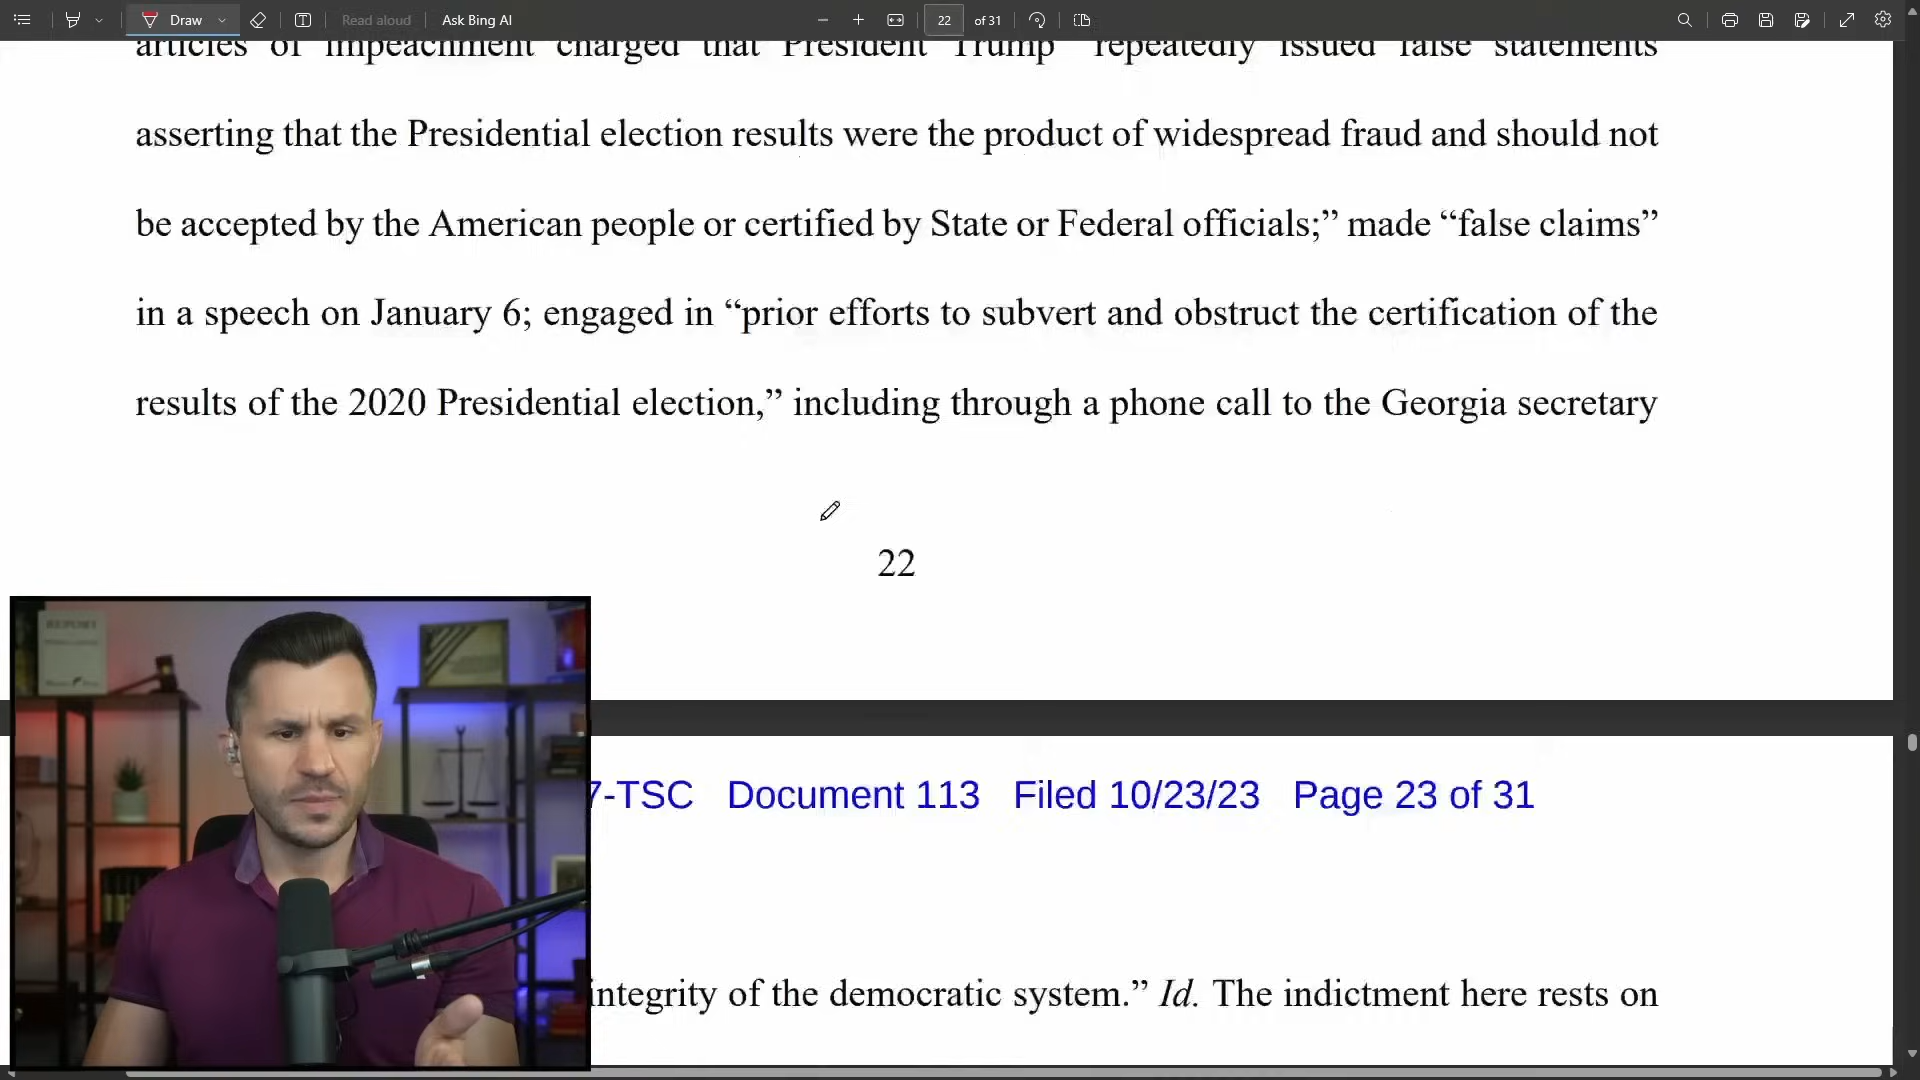 Draw
Read aloud
Ask Bing AI
22
of 31
articles of impeachment charged that President Trump "repeatedly issued false statements
asserting that the Presidential election results were the product of widespread fraud and should not
be accepted by the American people or certified by State or Federal officials;” made “false claims”
in a speech on January 6; engaged in “prior efforts to subvert and obstruct the certification of the
results of the 2020 Presidential election,” including through a phone call to the Georgia secretary
22
7-TSC Document 113 Filed 10/23/23 Page 23 of 31
integrity of the democratic system.” Id. The indictment here rests on
REPORT